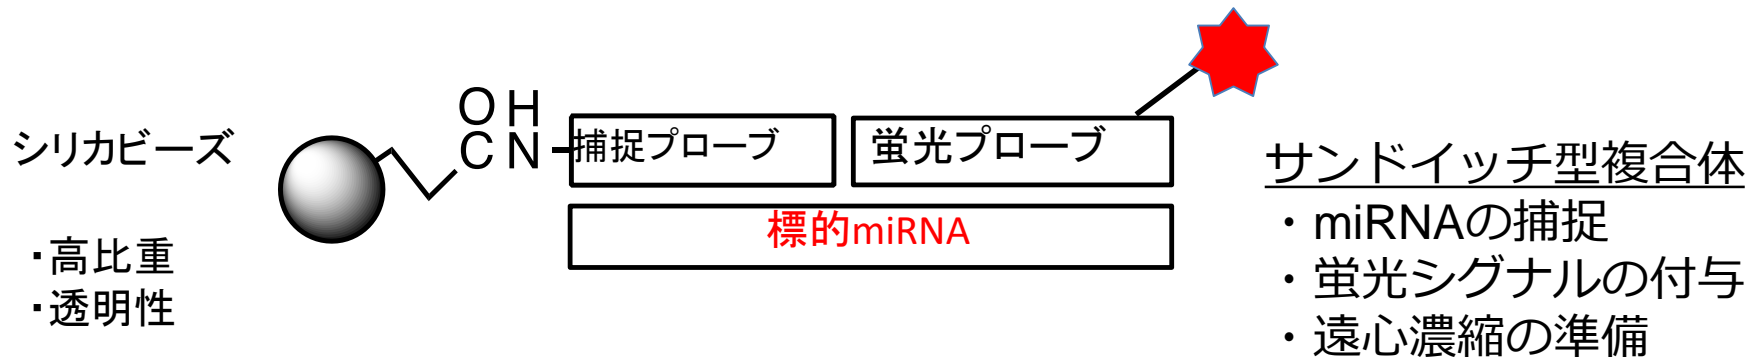 シリカビーズ
・高比重
・透明性
O H
C N
捕捉プローブ
蛍光プローブ
標的miRNA
サンドイッチ型複合体
・miRNAの捕捉
・蛍光シグナルの付与
・遠心濃縮の準備